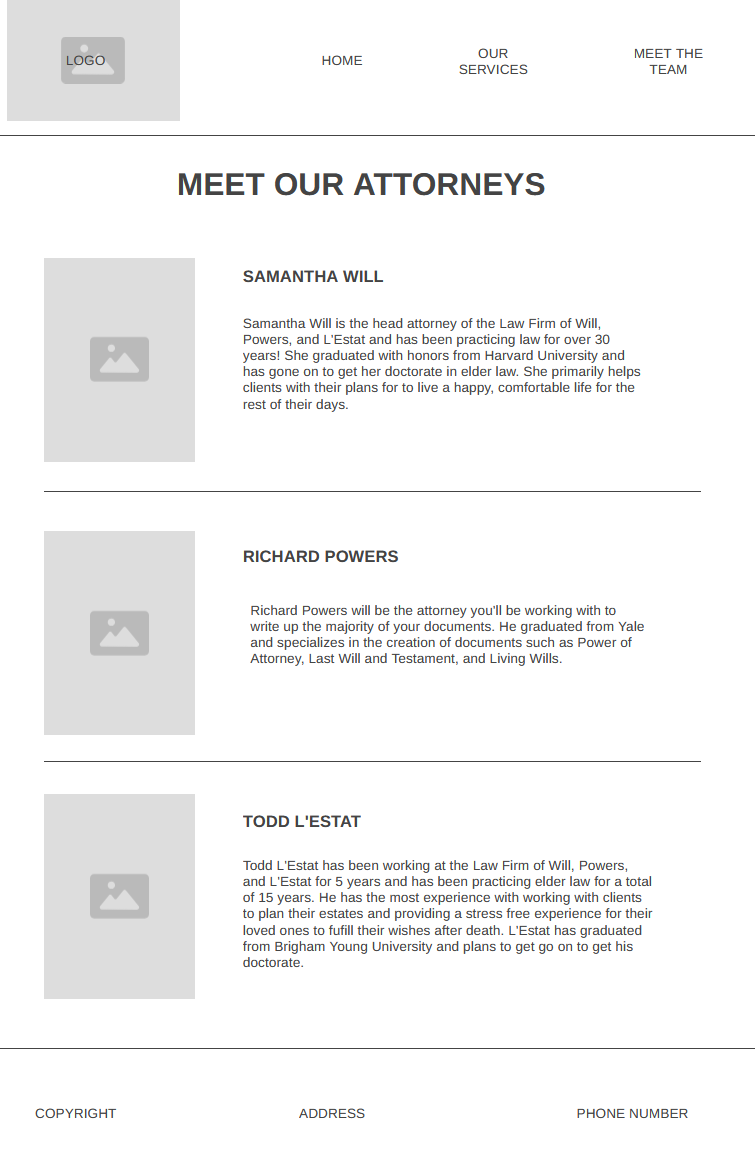 LOGO
HOME
OUR
SERVICES
MEET THE
TEAM
MEET OUR ATTORNEYS
SAMANTHA WILL
Samantha Will is the head attorney of the Law Firm of Will,
Powers, and L'Estat and has been practicing law for over 30
years! She graduated with honors from Harvard University and
has gone on to get her doctorate in elder law. She primarily helps
clients with their plans for to live a happy, comfortable life for the
rest of their days.
RICHARD POWERS
Richard Powers will be the attorney you'll be working with to
write up the majority of your documents. He graduated from Yale
and specializes in the creation of documents such as Power of
Attorney, Last Will and Testament, and Living Wills.
TODD L'ESTAT
Todd L'Estat has been working at the Law Firm of Will, Powers,
and L'Estat for 5 years and has been practicing elder law for a total
of 15 years. He has the most experience with working with clients
to plan their estates and providing a stress free experience for their
loved ones to fufill their wishes after death. L'Estat has graduated
from Brigham Young University and plans to get go on to get his
doctorate.
COPYRIGHT
ADDRESS
PHONE NUMBER